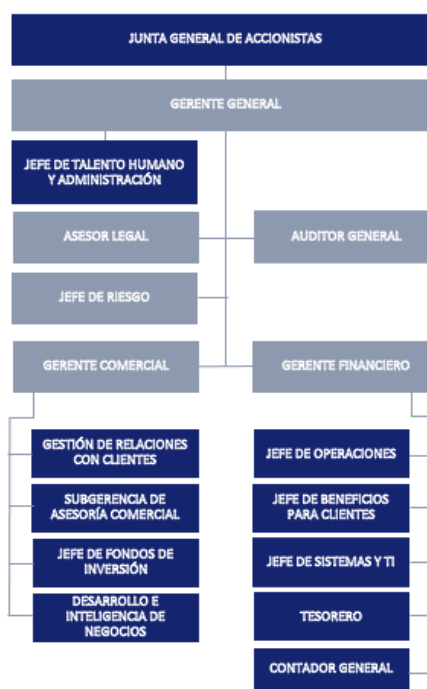 JUNTA GENERAL DE ACCIONISTAS
GERENTE GENERAL
JEFE DE TALENTO HUMANO
Y ADMINISTRACIÓN
ASESOR LEGAL
AUDITOR GENERAL
JEFE DE RIESGO
GERENTE COMERCIAL
GERENTE FINANCIERO
GESTIÓN DE RELACIONES
CON CLIENTES
SUBGERENCIA DE
ASESORÍA COMERCIAL
JEFE DE FONDOS DE
INVERSIÓN
DESARROLLO E
INTELIGENCIA DE
NEGOCIOS
JEFE DE OPERACIONES
JEFE DE BENEFICIOS
PARA CLIENTES
JEFE DE SISTEMAS Y TI
TESORERO
CONTADOR GENERAL